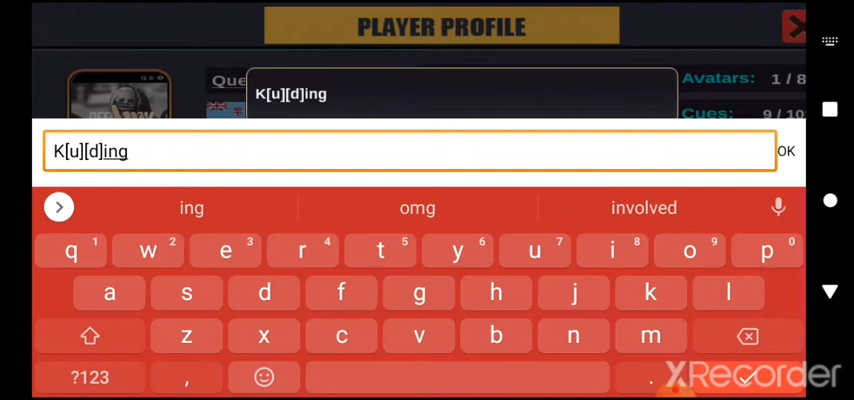 PLAYER PROFILE
Que
K[u][d]ing
Avatars: 1 / 8
Cues: 9 / 10
K[u][d]ing
OK
ing omg involved
q 1 w 2 e 3 r 4 t 5 y 6 u 7 i 8 o 9 p 0
a s d f g h j k l
z x c v b n m
?123 , .
XRecorder